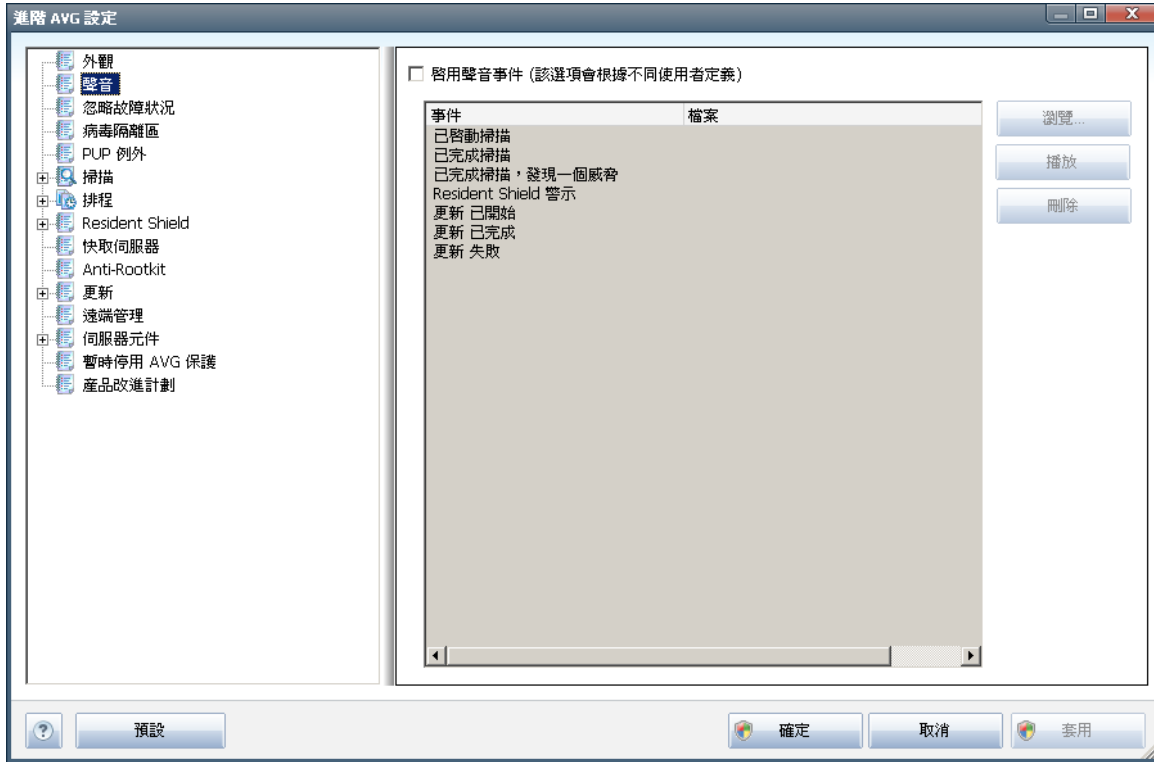 進階 AVG 設定
外觀
聲音
忽略故障狀況
病毒隔離區
PUP 例外
掃描
排程
Resident Shield
快取伺服器
Anti-Rootkit
更新
遠端管理
伺服器元件
暫時停用 AVG 保護
產品改進計劃
啓用聲音事件 (該選項會根據不同使用者定義)
事件 檔案
已啓動掃描
已完成掃描
已完成掃描，發現一個威脅
Resident Shield 警示
更新 已開始
更新 已完成
更新 失敗
瀏覽...
播放
刪除
?
預設
確定
取消
套用